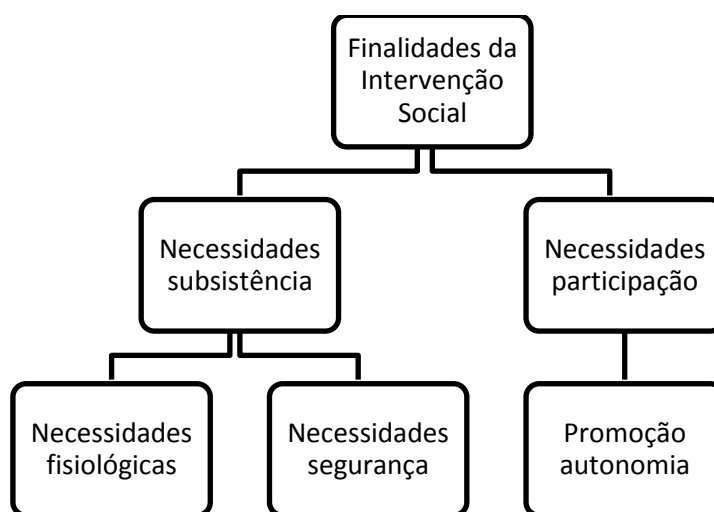 Finalidades da
Intervenção
Social
Necessidades
subsistência
Necessidades
participação
Necessidades
fisiológicas
Necessidades
segurança
Promoção
autonomia